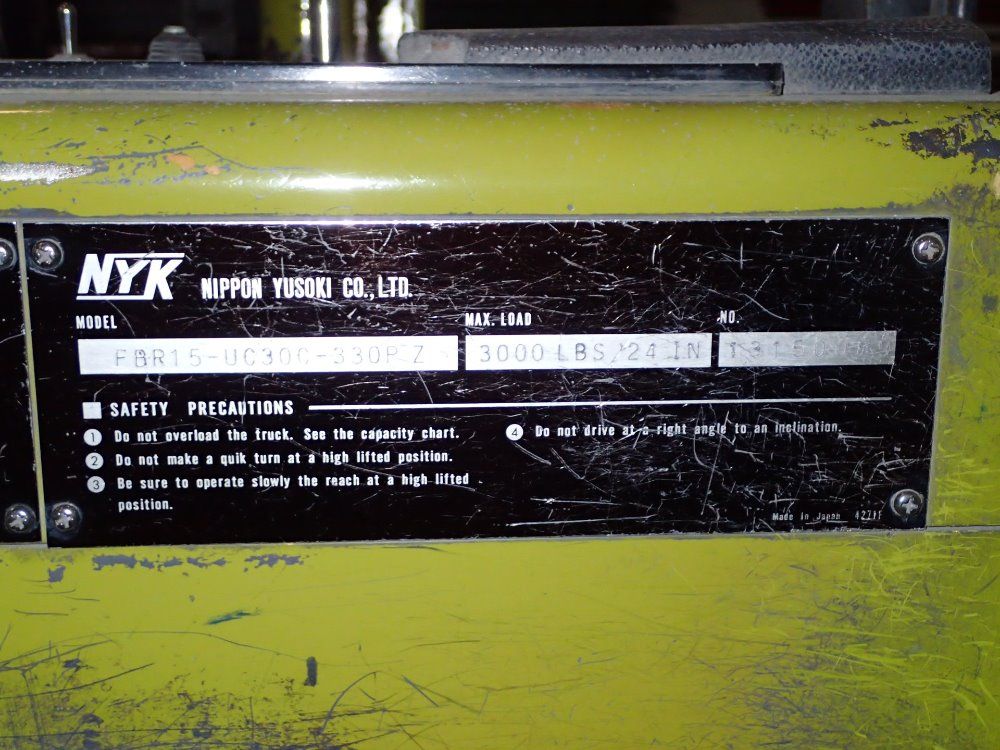 NYK NIPPON YUSOKI CO., LTD.
MODEL MAX. LOAD NO.
FBR15-UC30C-330PZ 3000 LBS/24 IN
SAFETY PRECAUTIONS
1 Do not overload the truck. See the capacity chart.
2 Do not make a quik turn at a high lifted position.
3 Be sure to operate slowly the reach at a high lifted
position.
4 Do not drive at a right angle to an inclination.
Made in Japan